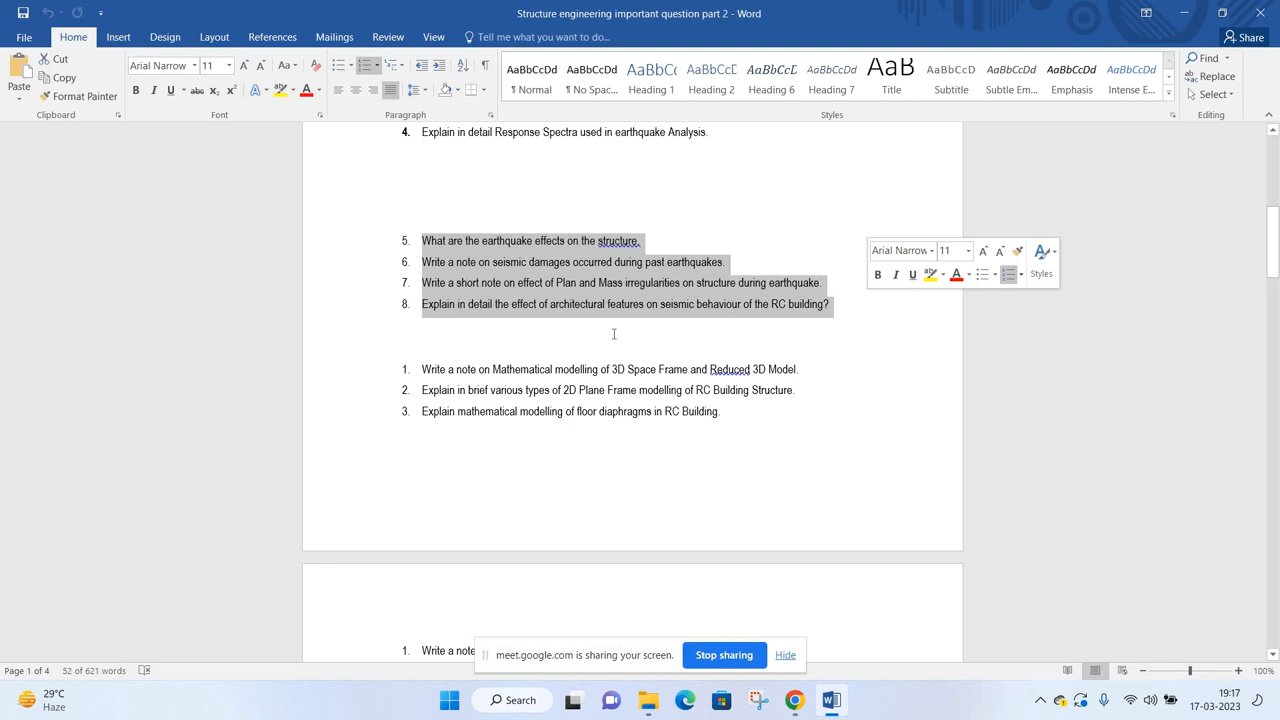 Structure engineering important question part 2 - Word
File Home Insert Design Layout References Mailings Review View Tell me what you want to do... Share
Paste Cut Copy Format Painter
Arial Narrow 11 Aa
B I U abc x₂ x² A A
AaBbCcDd AaBbCcDd AaBbCc AaBbCcDd AaBbCcDd AaBbCcDd AaB AaBbCcDd AaBbCcDd AaBbCcDd AaBbCcDd
¶ Normal ¶ No Spac... Heading 1 Heading 2 Heading 6 Heading 7 Title Subtitle Subtle Em... Emphasis Intense E...
Find Replace Select
Clipboard Font Paragraph Styles Editing
4. Explain in detail Response Spectra used in earthquake Analysis.
5. What are the earthquake effects on the structure.
6. Write a note on seismic damages occurred during past earthquakes.
7. Write a short note on effect of Plan and Mass irregularities on structure during earthquake.
8. Explain in detail the effect of architectural features on seismic behaviour of the RC building?
Arial Narrow 11
B I U A Styles
1. Write a note on Mathematical modelling of 3D Space Frame and Reduced 3D Model.
2. Explain in brief various types of 2D Plane Frame modelling of RC Building Structure.
3. Explain mathematical modelling of floor diaphragms in RC Building.
1. Write a note
meet.google.com is sharing your screen. Stop sharing Hide
Page 1 of 4 52 of 621 words 100%
29°C
Haze
Search
19:17
17-03-2023